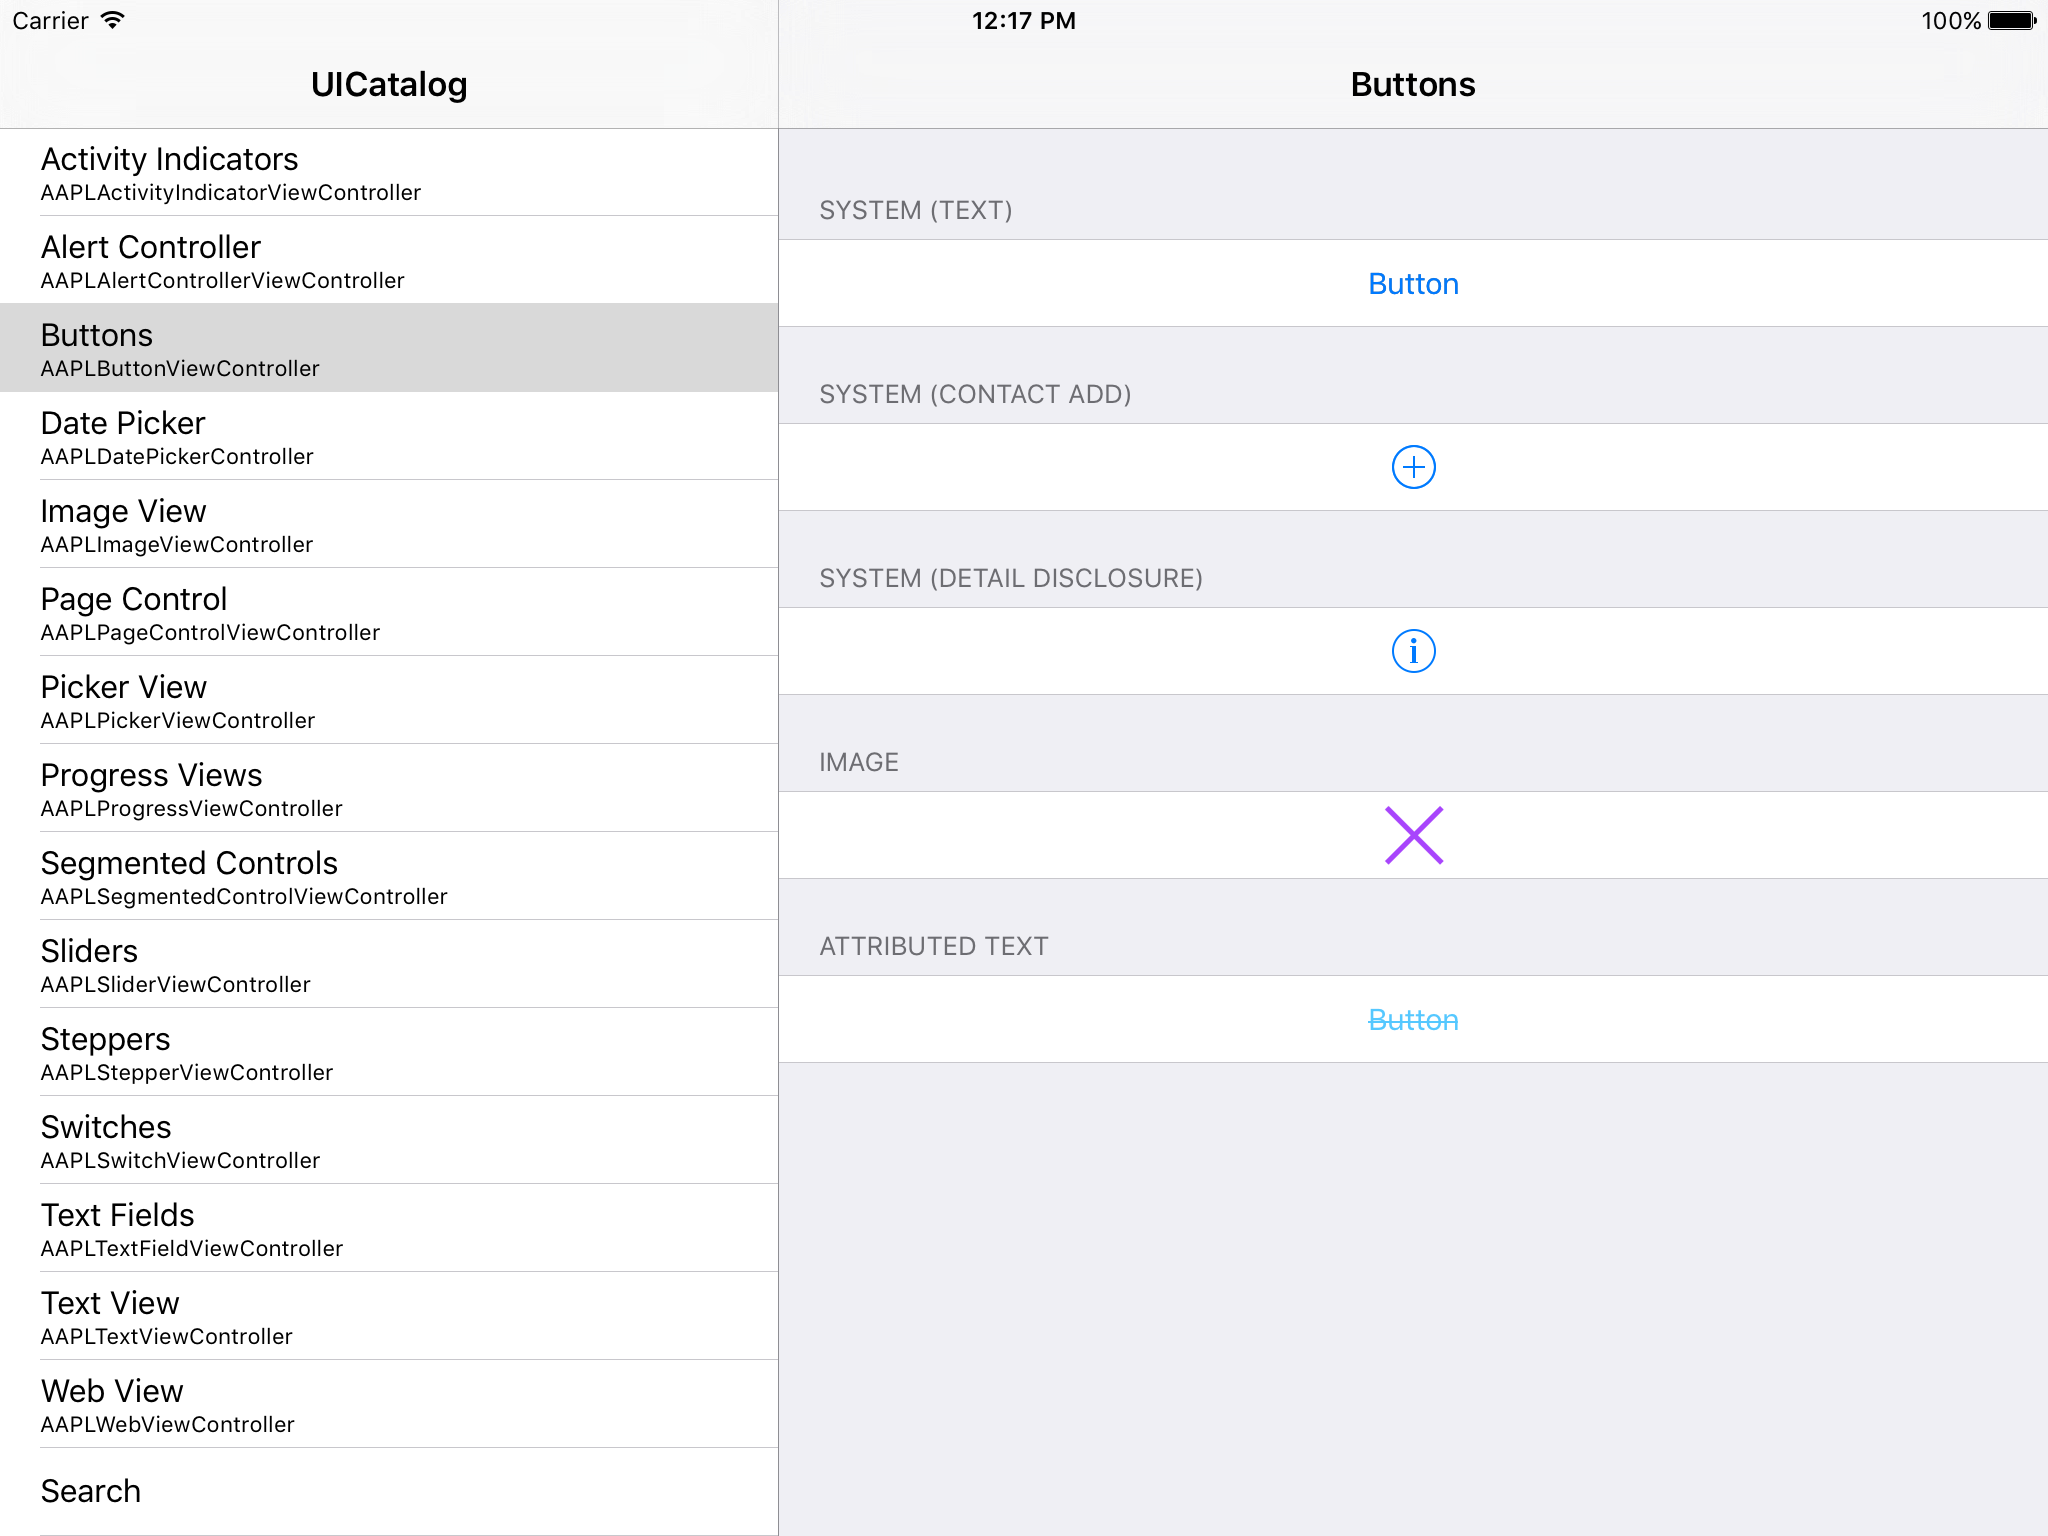 Carrier
12:17 PM
100%
UICatalog
Activity Indicators
AAPLActivityIndicatorViewController
Alert Controller
AAPLAlertControllerViewController
Buttons
AAPLButtonViewController
Date Picker
AAPLDatePickerController
Image View
AAPLImageViewController
Page Control
AAPLPageControlViewController
Picker View
AAPLPickerViewController
Progress Views
AAPLProgressViewController
Segmented Controls
AAPLSegmentedControlViewController
Sliders
AAPLSliderViewController
Steppers
AAPLStepperViewController
Switches
AAPLSwitchViewController
Text Fields
AAPLTextFieldViewController
Text View
AAPLTextViewController
Web View
AAPLWebViewController
Search
Buttons
SYSTEM (TEXT)
Button
SYSTEM (CONTACT ADD)
SYSTEM (DETAIL DISCLOSURE)
IMAGE
ATTRIBUTED TEXT
Button